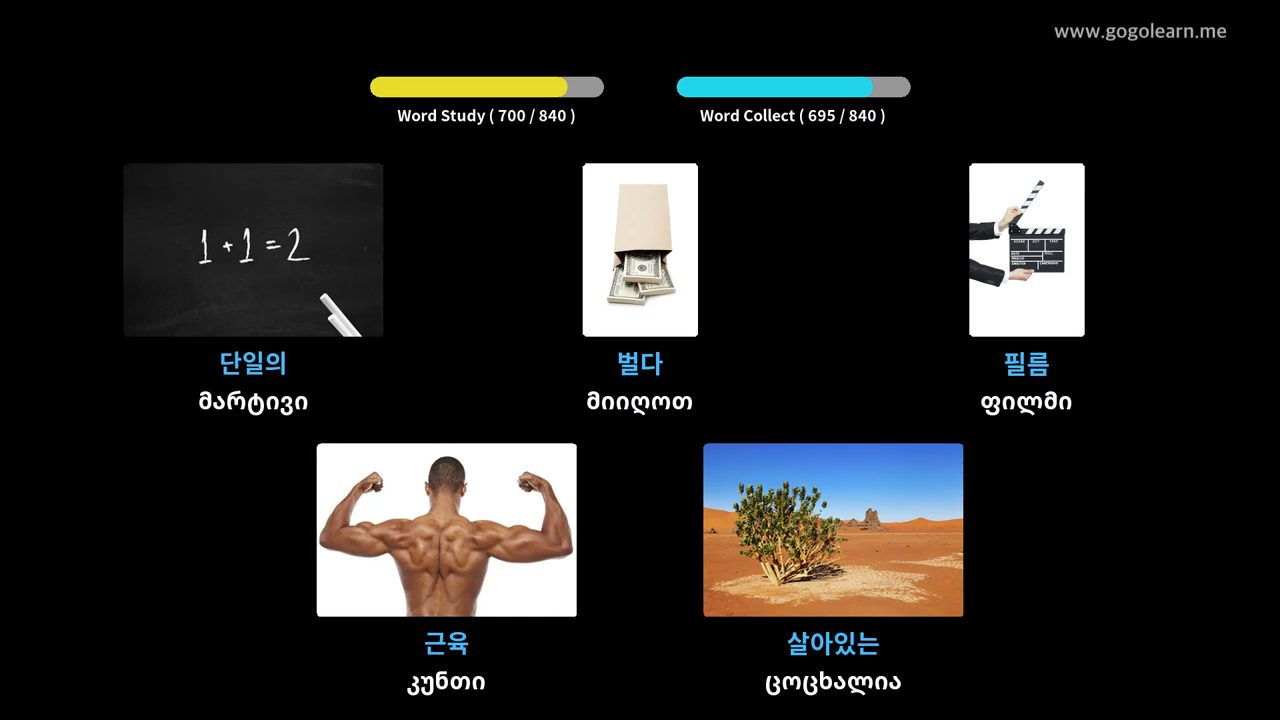 www.gogolearn.me
Word Study ( 700 / 840 )
Word Collect ( 695 / 840 )
1 + 1 = 2
단일의
მარტივი
벌다
მიიღოთ
필름
ფილმი
근육
კუნთი
살아있는
ცოცხალია